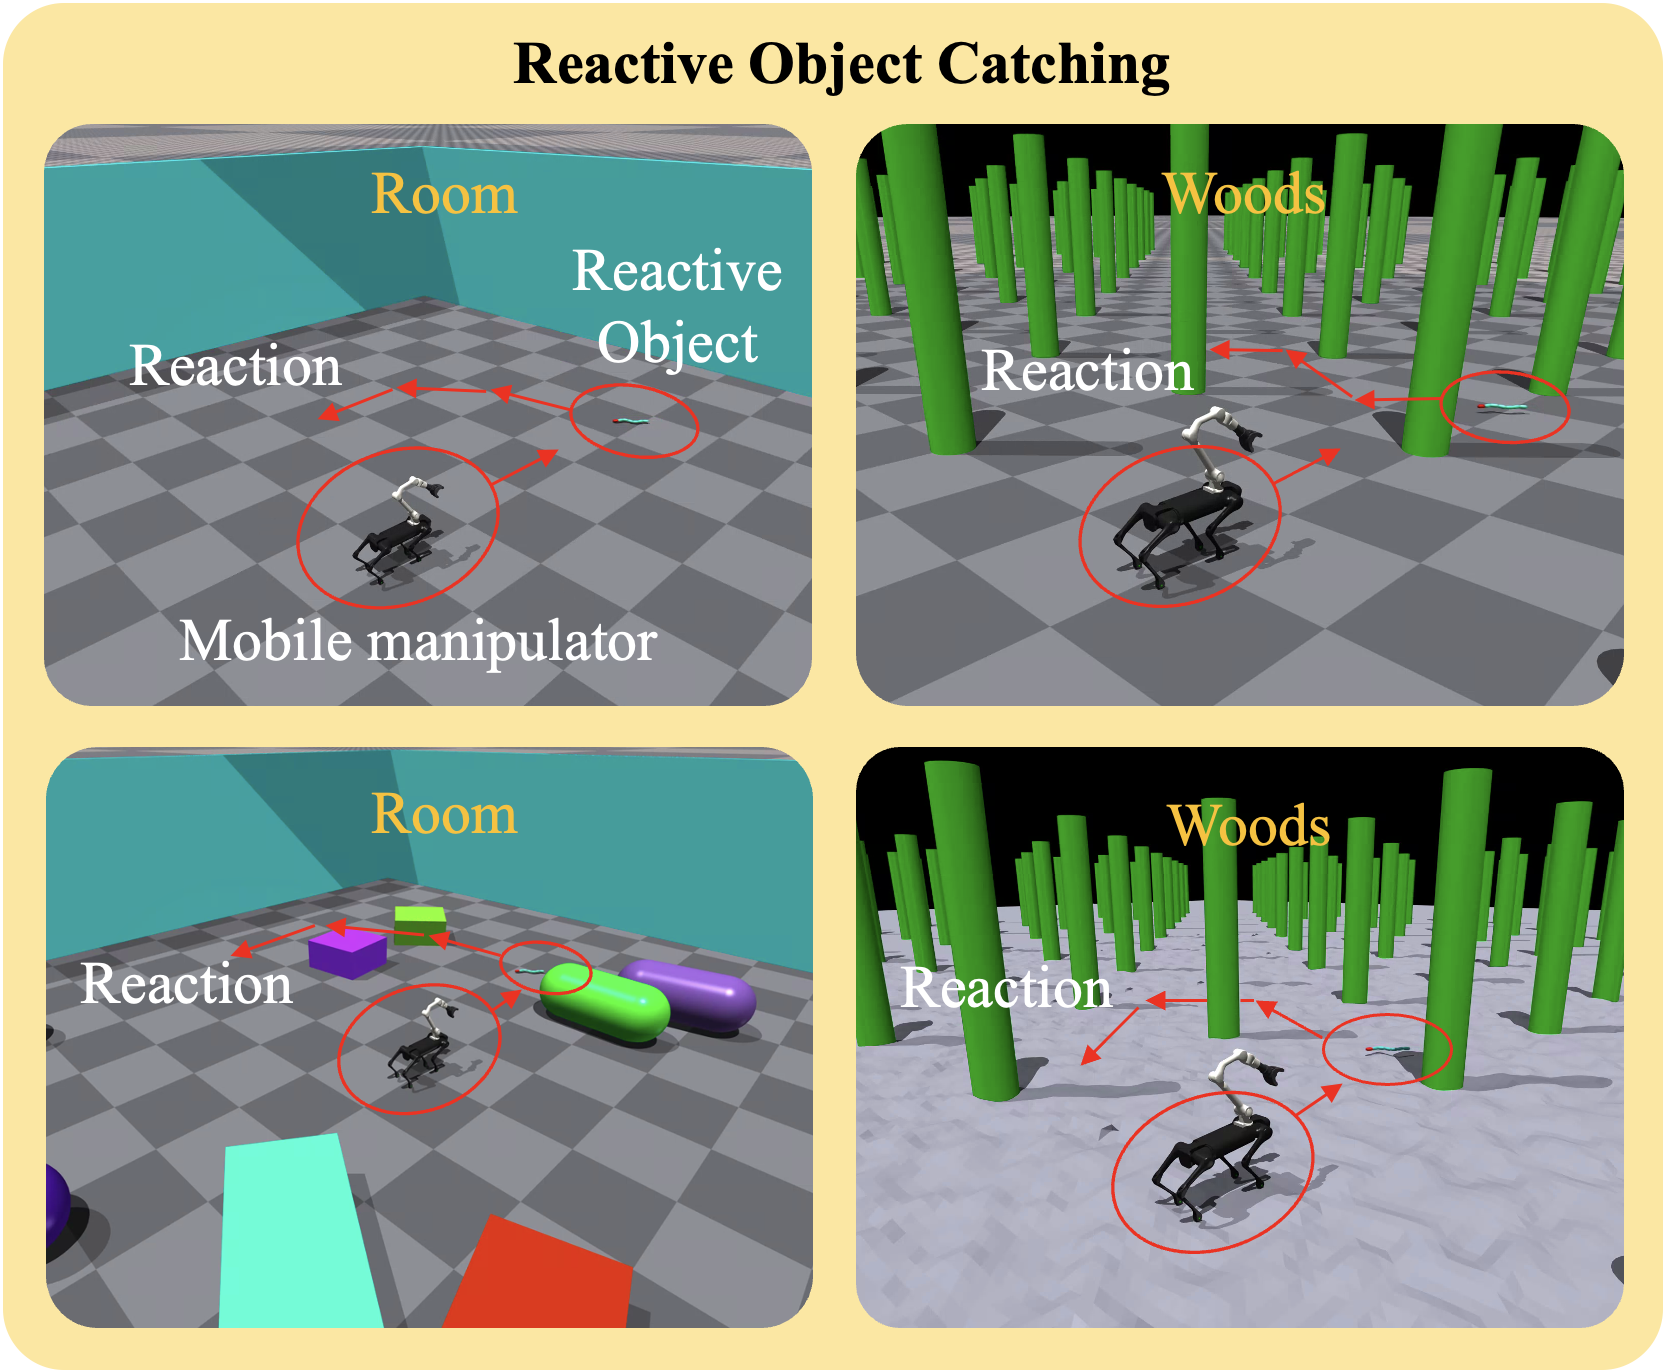 Reactive Object Catching
Room
Reactive
Object
Reaction
Mobile manipulator
Woods
Reaction
Room
Reaction
Woods
Reaction